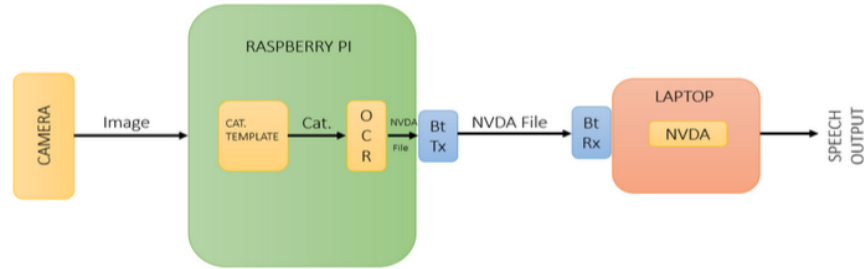 RASPBERRY PI
CAMERA
Image
CAT.
TEMPLATE
Cat.
O
C
R
NVDA
File
Bt
Tx
NVDA File
Bt
Rx
LAPTOP
NVDA
SPEECH
OUTPUT